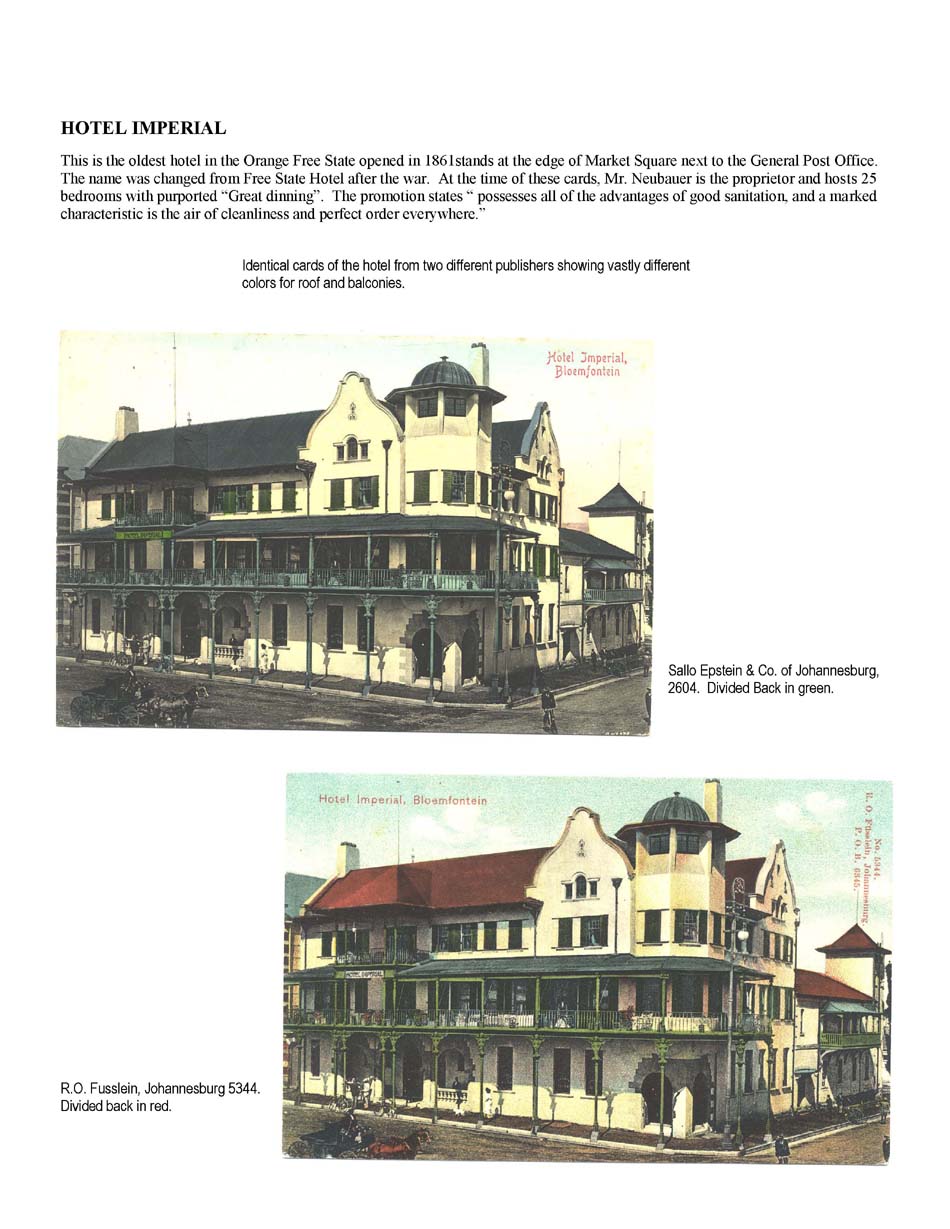 HOTEL IMPERIAL
This is the oldest hotel in the Orange Free State opened in 1861stands at the edge of Market Square next to the General Post Office.
The name was changed from Free State Hotel after the war.  At the time of these cards, Mr. Neubauer is the proprietor and hosts 25
bedrooms with purported “Great dinning”.  The promotion states “ possesses all of the advantages of good sanitation, and a marked
characteristic is the air of cleanliness and perfect order everywhere.”
Identical cards of the hotel from two different publishers showing vastly different
colors for roof and balconies.
Hotel Imperial,
Bloemfontein
HOTEL IMPERIAL
Sallo Epstein & Co. of Johannesburg,
2604.  Divided Back in green.
Hotel Imperial, Bloemfontein
No. 5344.
R. O. Füsslein, Johannesburg.
P. O. B. 6345.
HOTEL IMPERIAL
R.O. Fusslein, Johannesburg 5344.
Divided back in red.